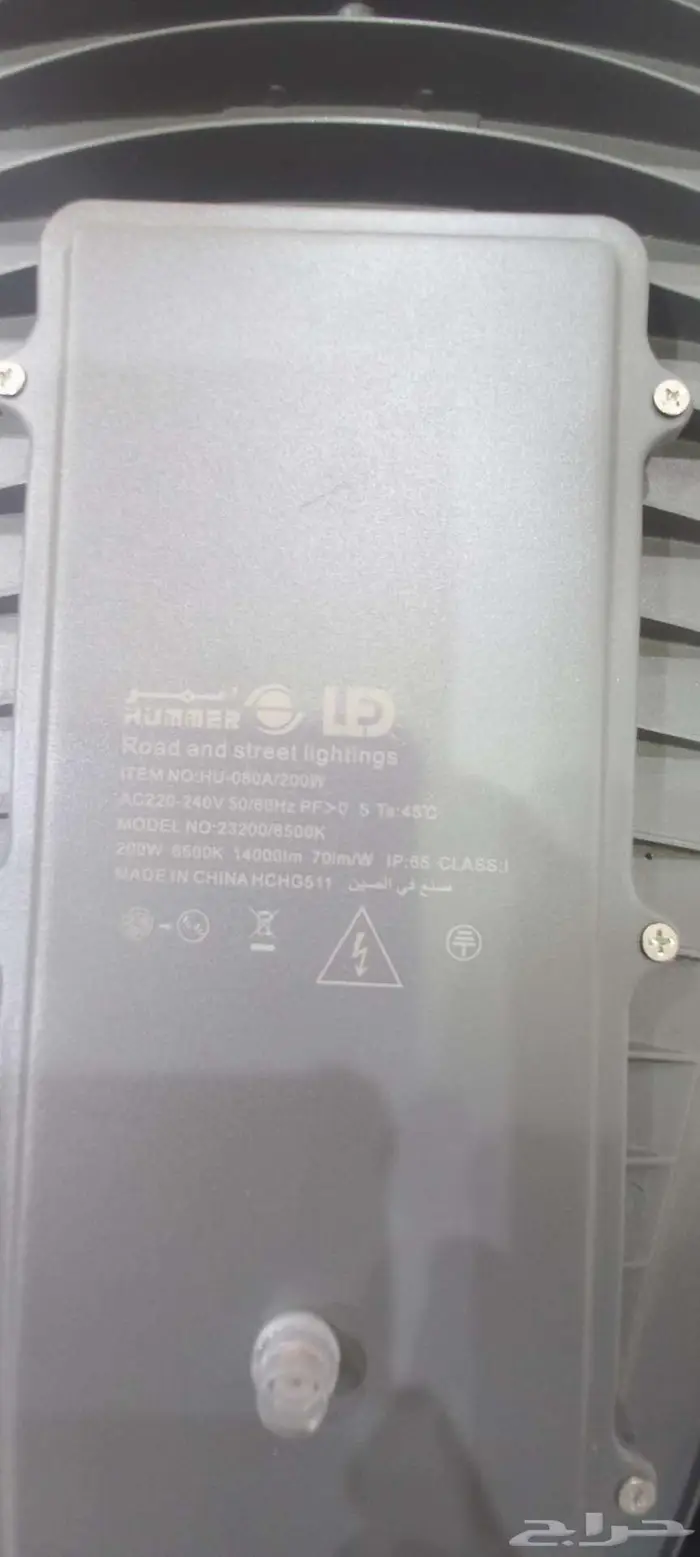 همر
HUMMER LED
Road and street lightings
ITEM NO:HU-080A/200W
AC220-240V 50/60Hz PF>0 5 Ta:45℃
MODEL NO:23200/6500K
200W 6500K 14000lm 70lm/W IP:65 CLASS:I
MADE IN CHINA HCHG511 صنع في الصين
حراج